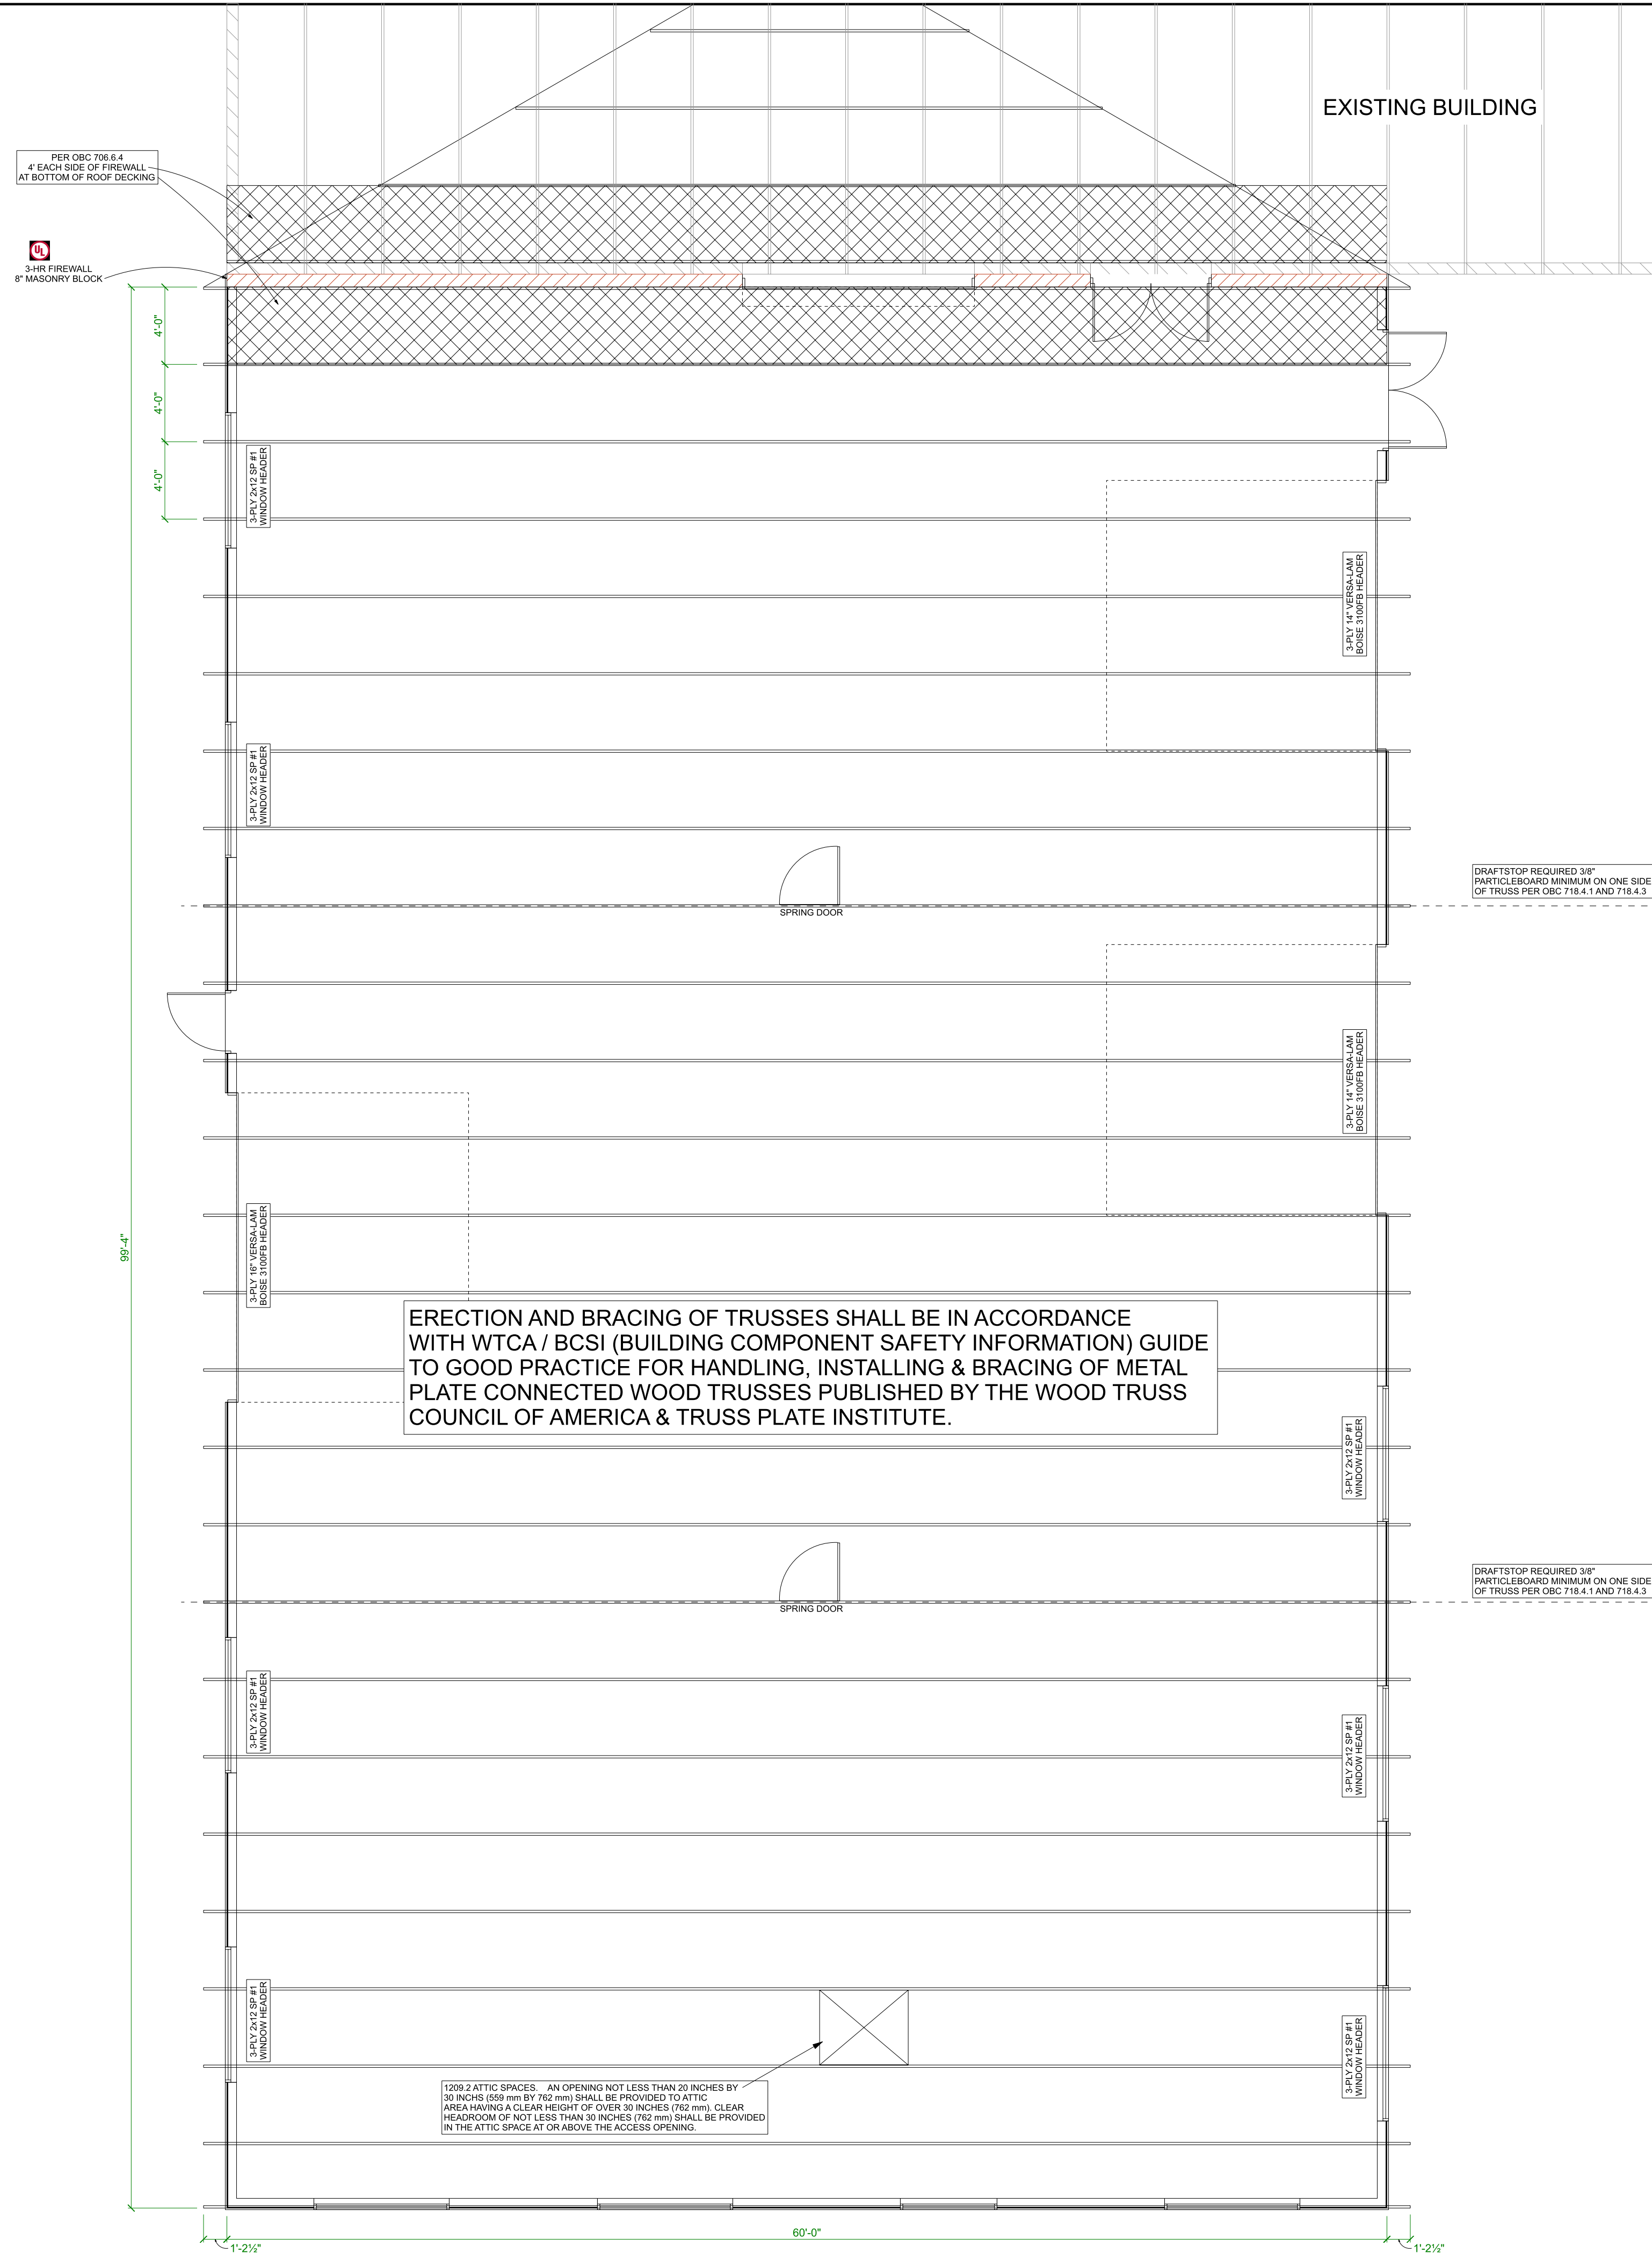 EXISTING BUILDING
PER OBC 706.6.4
4' EACH SIDE OF FIREWALL
AT BOTTOM OF ROOF DECKING
UL
3-HR FIREWALL
8" MASONRY BLOCK
4'-0"
4'-0"
4'-0"
3-PLY 2x12 SP #1
WINDOW HEADER
3-PLY 14" VERSA-LAM
BOISE 3100FB HEADER
3-PLY 2x12 SP #1
WINDOW HEADER
DRAFTSTOP REQUIRED 3/8"
PARTICLEBOARD MINIMUM ON ONE SIDE
OF TRUSS PER OBC 718.4.1 AND 718.4.3
SPRING DOOR
3-PLY 14" VERSA-LAM
BOISE 3100FB HEADER
99'-4"
3-PLY 16" VERSA-LAM
BOISE 3100FB HEADER
ERECTION AND BRACING OF TRUSSES SHALL BE IN ACCORDANCE
WITH WTCA / BCSI (BUILDING COMPONENT SAFETY INFORMATION) GUIDE
TO GOOD PRACTICE FOR HANDLING, INSTALLING & BRACING OF METAL
PLATE CONNECTED WOOD TRUSSES PUBLISHED BY THE WOOD TRUSS
COUNCIL OF AMERICA & TRUSS PLATE INSTITUTE.
3-PLY 2x12 SP #1
WINDOW HEADER
DRAFTSTOP REQUIRED 3/8"
PARTICLEBOARD MINIMUM ON ONE SIDE
OF TRUSS PER OBC 718.4.1 AND 718.4.3
SPRING DOOR
3-PLY 2x12 SP #1
WINDOW HEADER
3-PLY 2x12 SP #1
WINDOW HEADER
3-PLY 2x12 SP #1
WINDOW HEADER
3-PLY 2x12 SP #1
WINDOW HEADER
1209.2 ATTIC SPACES. AN OPENING NOT LESS THAN 20 INCHES BY
30 INCHS (559 mm BY 762 mm) SHALL BE PROVIDED TO ATTIC
AREA HAVING A CLEAR HEIGHT OF OVER 30 INCHES (762 mm). CLEAR
HEADROOM OF NOT LESS THAN 30 INCHES (762 mm) SHALL BE PROVIDED
IN THE ATTIC SPACE AT OR ABOVE THE ACCESS OPENING.
60'-0"
1'-2½"
1'-2½"